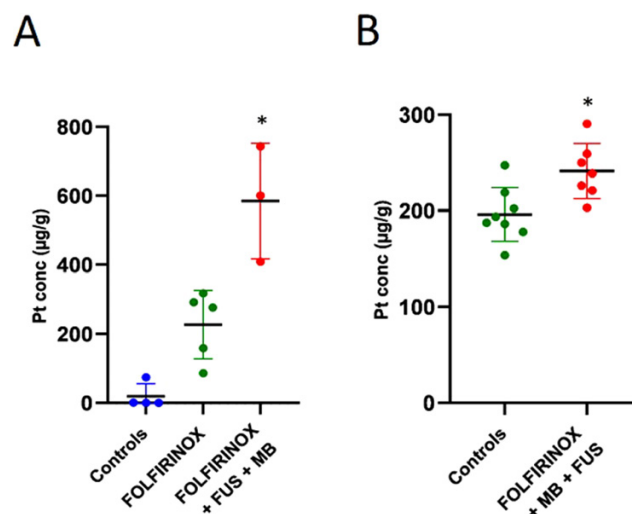 A
B
Pt conc (µg/g)
800
600
400
200
0
*
Controls
FOLFIRINOX
FOLFIRINOX
+ FUS + MB
Pt conc (µg/g)
300
200
100
0
*
Controls
FOLFIRINOX
+ MB + FUS